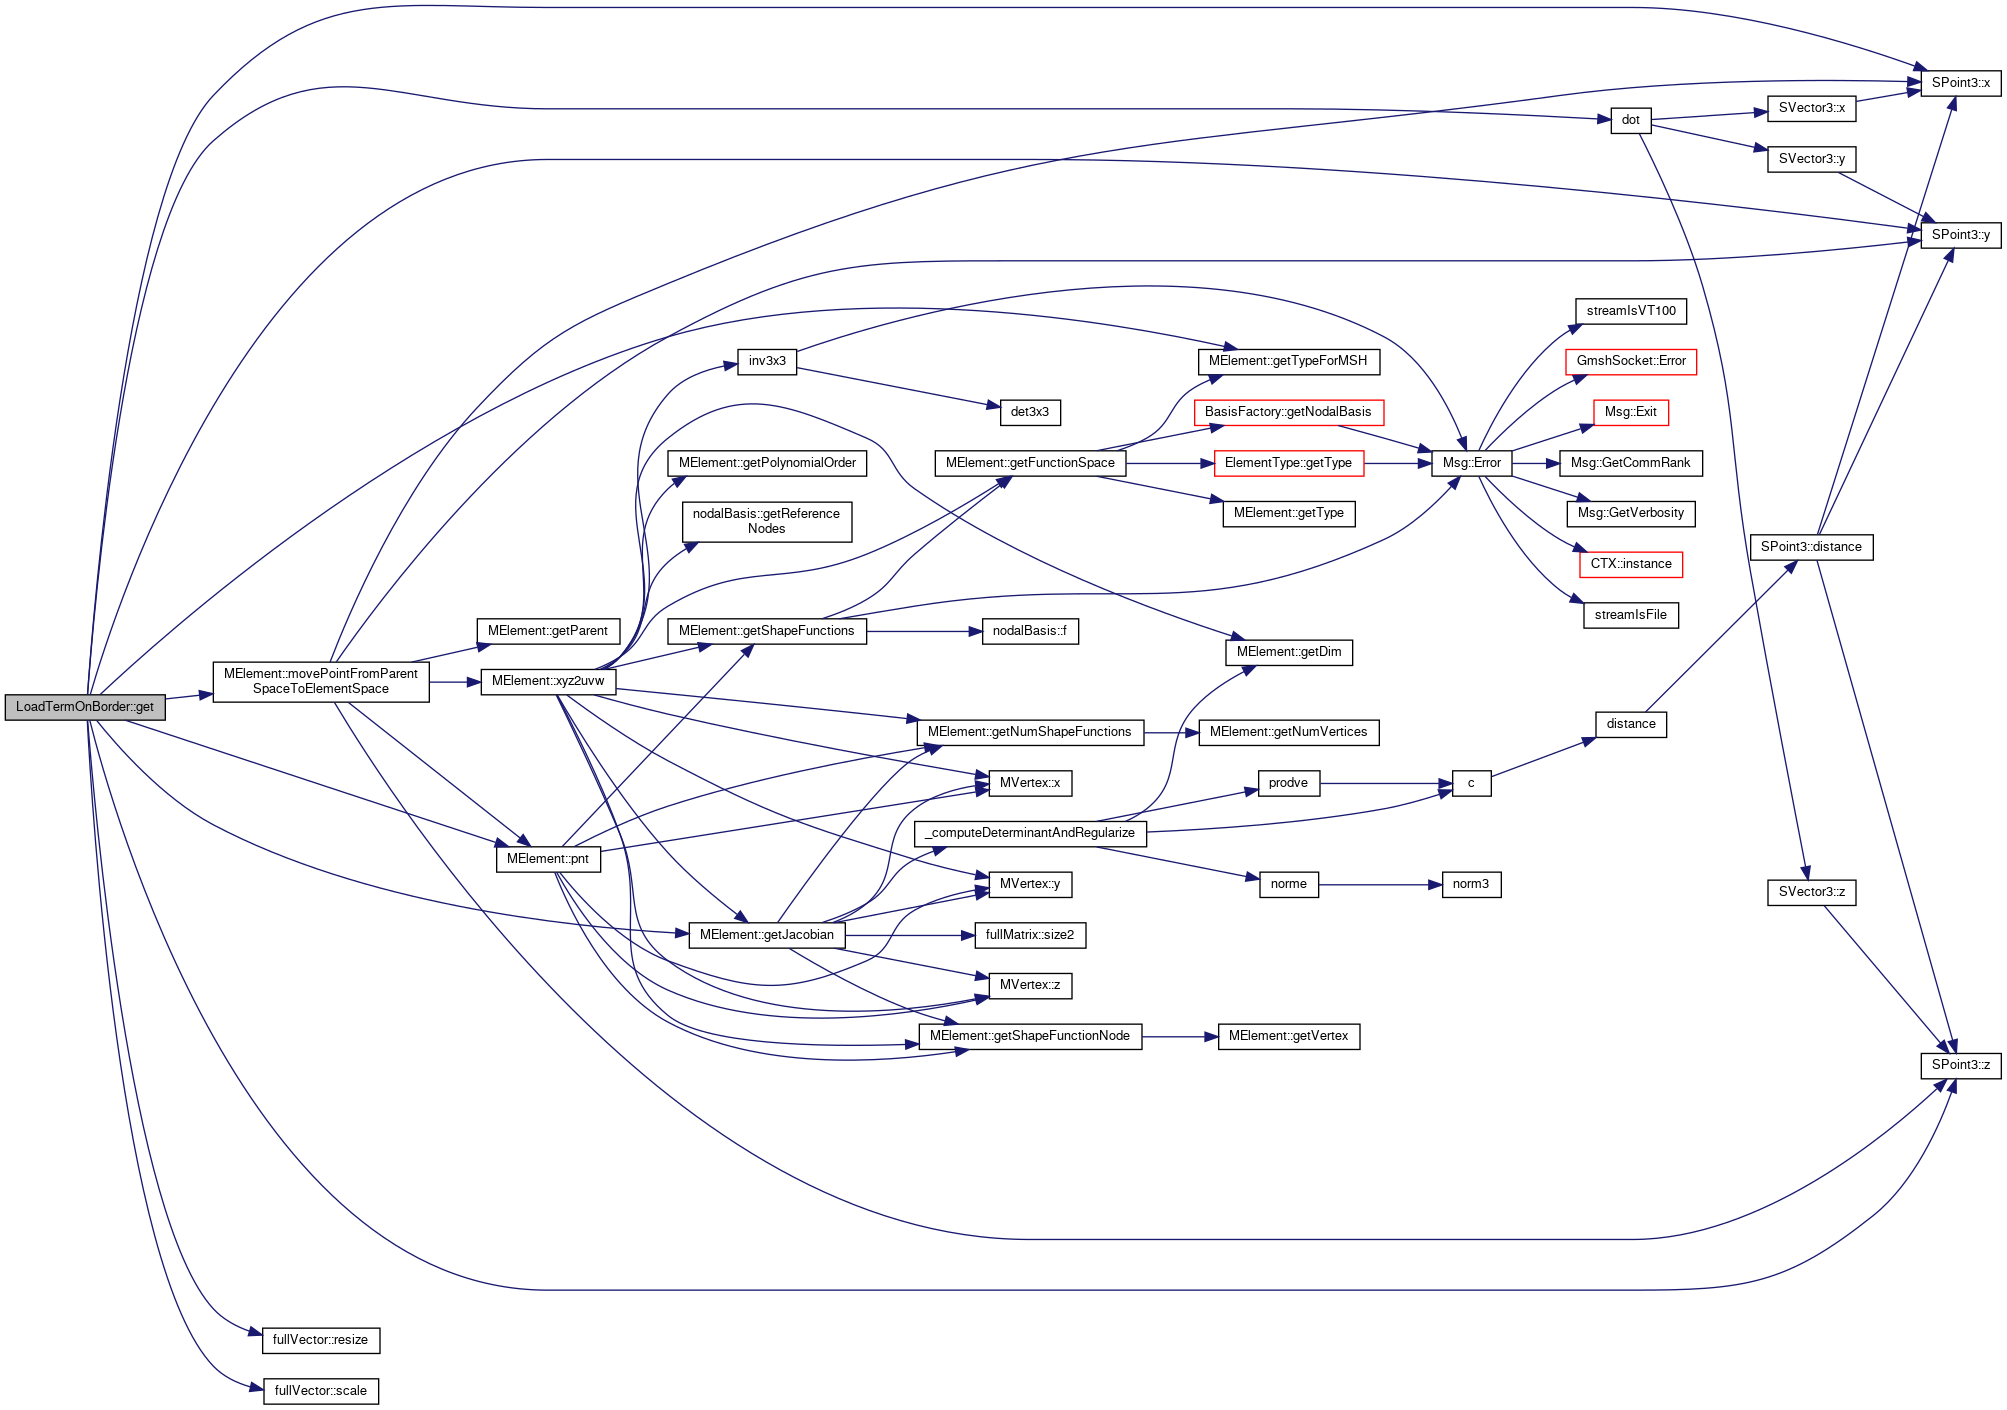 SPoint3::x
SVector3::x
dot
SVector3::y
SPoint3::y
streamIsVT100
inv3x3
MElement::getTypeForMSH
GmshSocket::Error
det3x3
BasisFactory::getNodalBasis
Msg::Exit
MElement::getPolynomialOrder
MElement::getFunctionSpace
ElementType::getType
Msg::Error
Msg::GetCommRank
nodalBasis::getReference
Nodes
MElement::getType
Msg::GetVerbosity
SPoint3::distance
CTX::instance
streamIsFile
MElement::getParent
MElement::getShapeFunctions
nodalBasis::f
MElement::getDim
MElement::movePointFromParent
SpaceToElementSpace
MElement::xyz2uvw
LoadTermOnBorder::get
distance
MElement::getNumShapeFunctions
MElement::getNumVertices
MVertex::x
prodve
c
_computeDeterminantAndRegularize
MElement::pnt
MVertex::y
norme
norm3
SVector3::z
MElement::getJacobian
fullMatrix::size2
MVertex::z
MElement::getShapeFunctionNode
MElement::getVertex
SPoint3::z
fullVector::resize
fullVector::scale